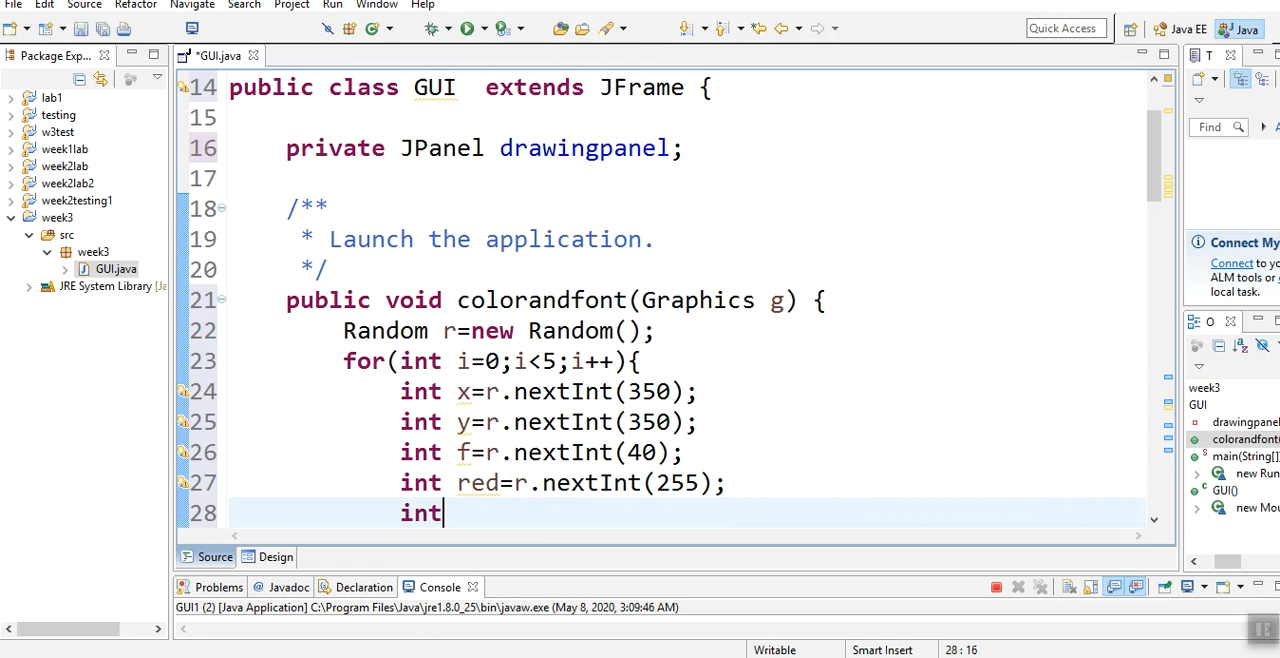 File Edit Source Refactor Navigate Search Project Run Window Help
Quick Access
Java EE
Java
Package Exp...
*GUI.java
T
lab1
testing
w3test
week1lab
week2lab
week2lab2
week2testing1
week3
src
week3
GUI.java
JRE System Library [Ja
14 public class GUI  extends JFrame {
15
16     private JPanel drawingpanel;
17
18     /**
19      * Launch the application.
20      */
21     public void colorandfont(Graphics g) {
22         Random r=new Random();
23         for(int i=0;i<5;i++){
24             int x=r.nextInt(350);
25             int y=r.nextInt(350);
26             int f=r.nextInt(40);
27             int red=r.nextInt(255);
28             int
Find
A
Connect My
Connect to yo
ALM tools or
local task.
O
week3
GUI
drawingpanel
colorandfont(
S main(String[]
new Run
C GUI()
new Mou
Source Design
Problems @ Javadoc Declaration Console
GUI1 (2) [Java Application] C:\Program Files\Java\jre1.8.0_25\bin\javaw.exe (May 8, 2020, 3:09:46 AM)
Writable Smart Insert 28 : 16